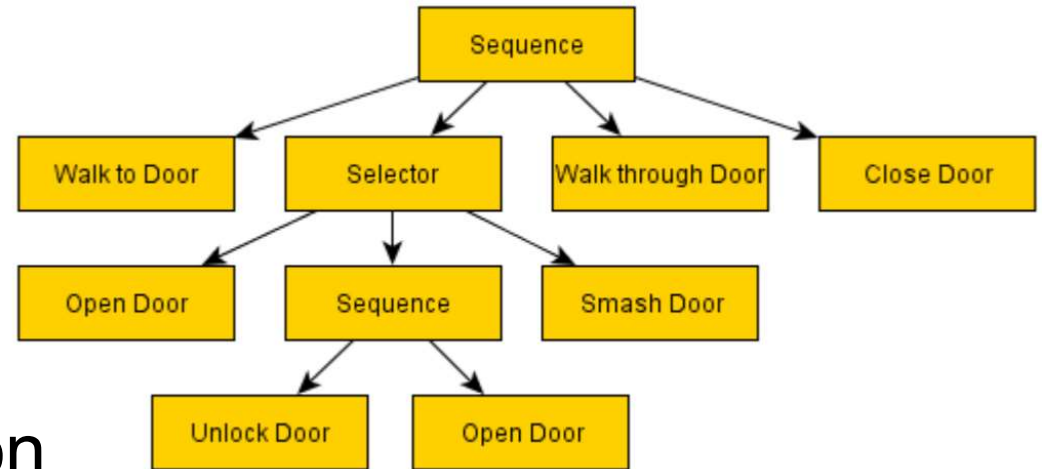 Sequence
Walk to Door
Selector
Walk through Door
Close Door
Open Door
Sequence
Smash Door
Unlock Door
Open Door
on